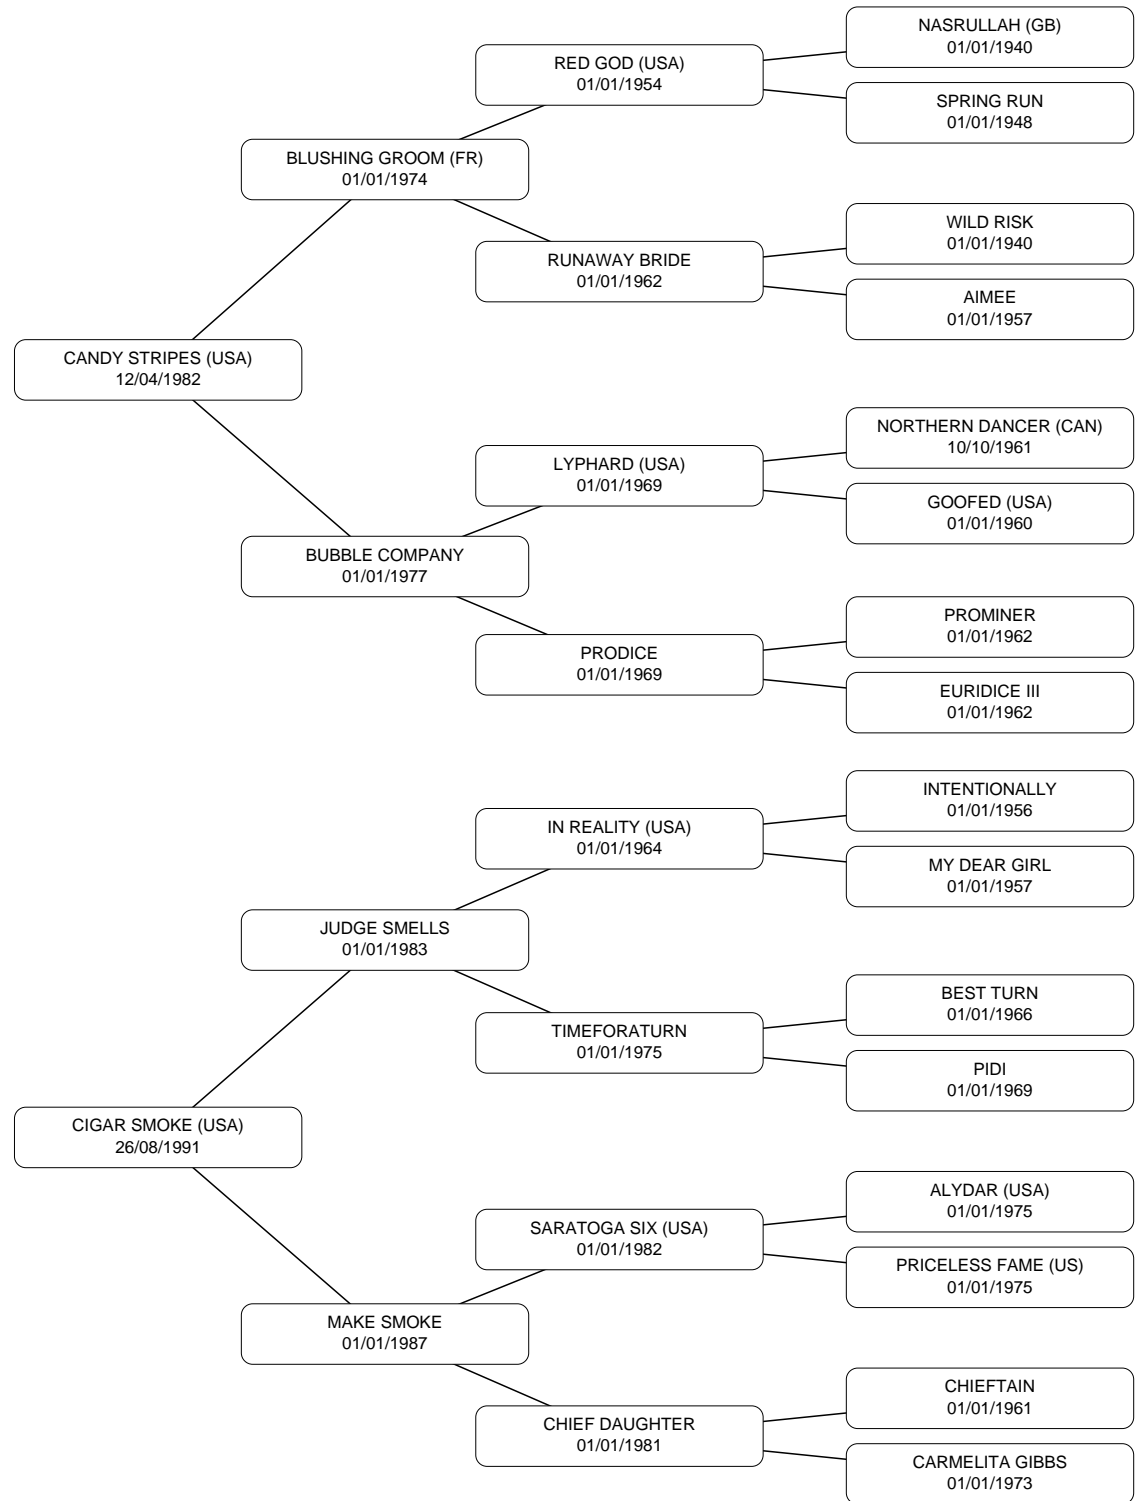 NASRULLAH (GB)
01/01/1940
RED GOD (USA)
01/01/1954
SPRING RUN
01/01/1948
BLUSHING GROOM (FR)
01/01/1974
WILD RISK
01/01/1940
RUNAWAY BRIDE
01/01/1962
AIMEE
01/01/1957
CANDY STRIPES (USA)
12/04/1982
NORTHERN DANCER (CAN)
10/10/1961
LYPHARD (USA)
01/01/1969
GOOFED (USA)
01/01/1960
BUBBLE COMPANY
01/01/1977
PROMINER
01/01/1962
PRODICE
01/01/1969
EURIDICE III
01/01/1962
INTENTIONALLY
01/01/1956
IN REALITY (USA)
01/01/1964
MY DEAR GIRL
01/01/1957
JUDGE SMELLS
01/01/1983
BEST TURN
01/01/1966
TIMEFORATURN
01/01/1975
PIDI
01/01/1969
CIGAR SMOKE (USA)
26/08/1991
ALYDAR (USA)
01/01/1975
SARATOGA SIX (USA)
01/01/1982
PRICELESS FAME (US)
01/01/1975
MAKE SMOKE
01/01/1987
CHIEFTAIN
01/01/1961
CHIEF DAUGHTER
01/01/1981
CARMELITA GIBBS
01/01/1973